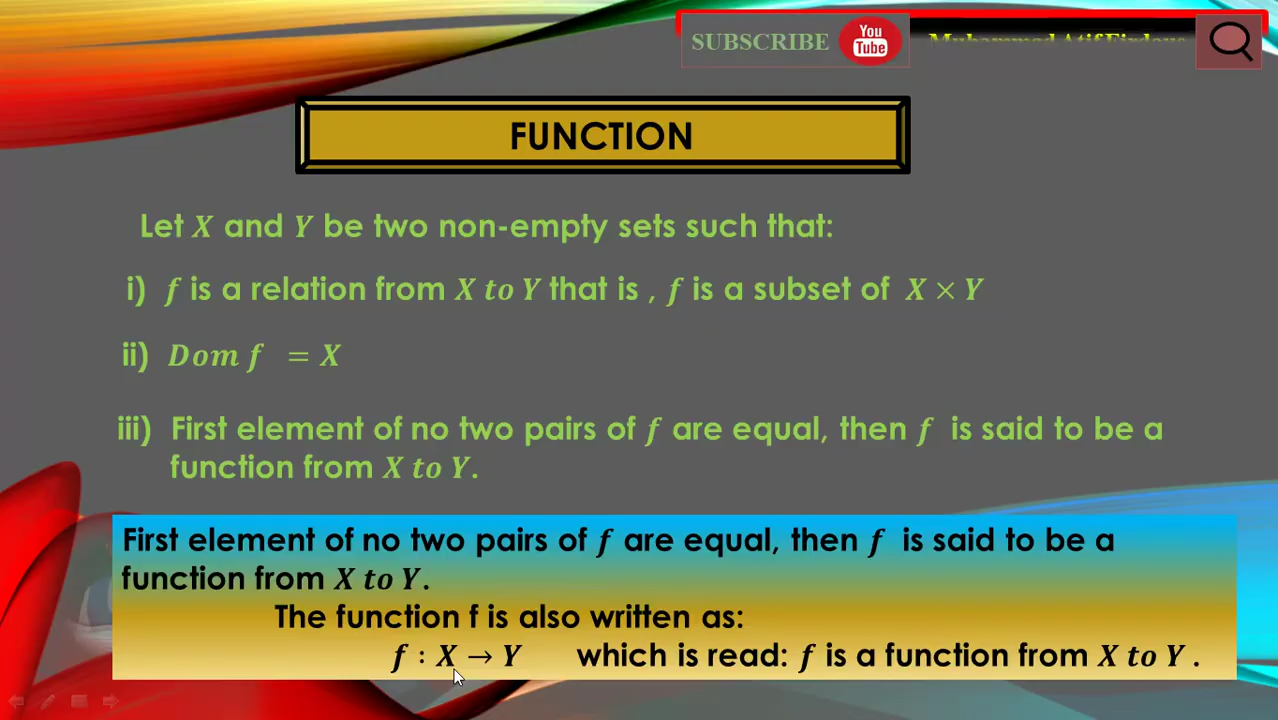 SUBSCRIBE
You
Tube
FUNCTION
Let X and Y be two non-empty sets such that:
i) f is a relation from X to Y that is , f is a subset of X × Y
ii) Dom f = X
iii) First element of no two pairs of f are equal, then f is said to be a
function from X to Y.
First element of no two pairs of f are equal, then f is said to be a
function from X to Y.
The function f is also written as:
f : X → Y which is read: f is a function from X to Y .